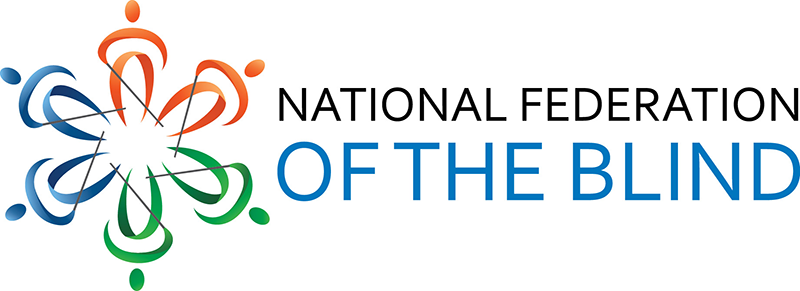 NATIONAL FEDERATION
OF THE BLIND